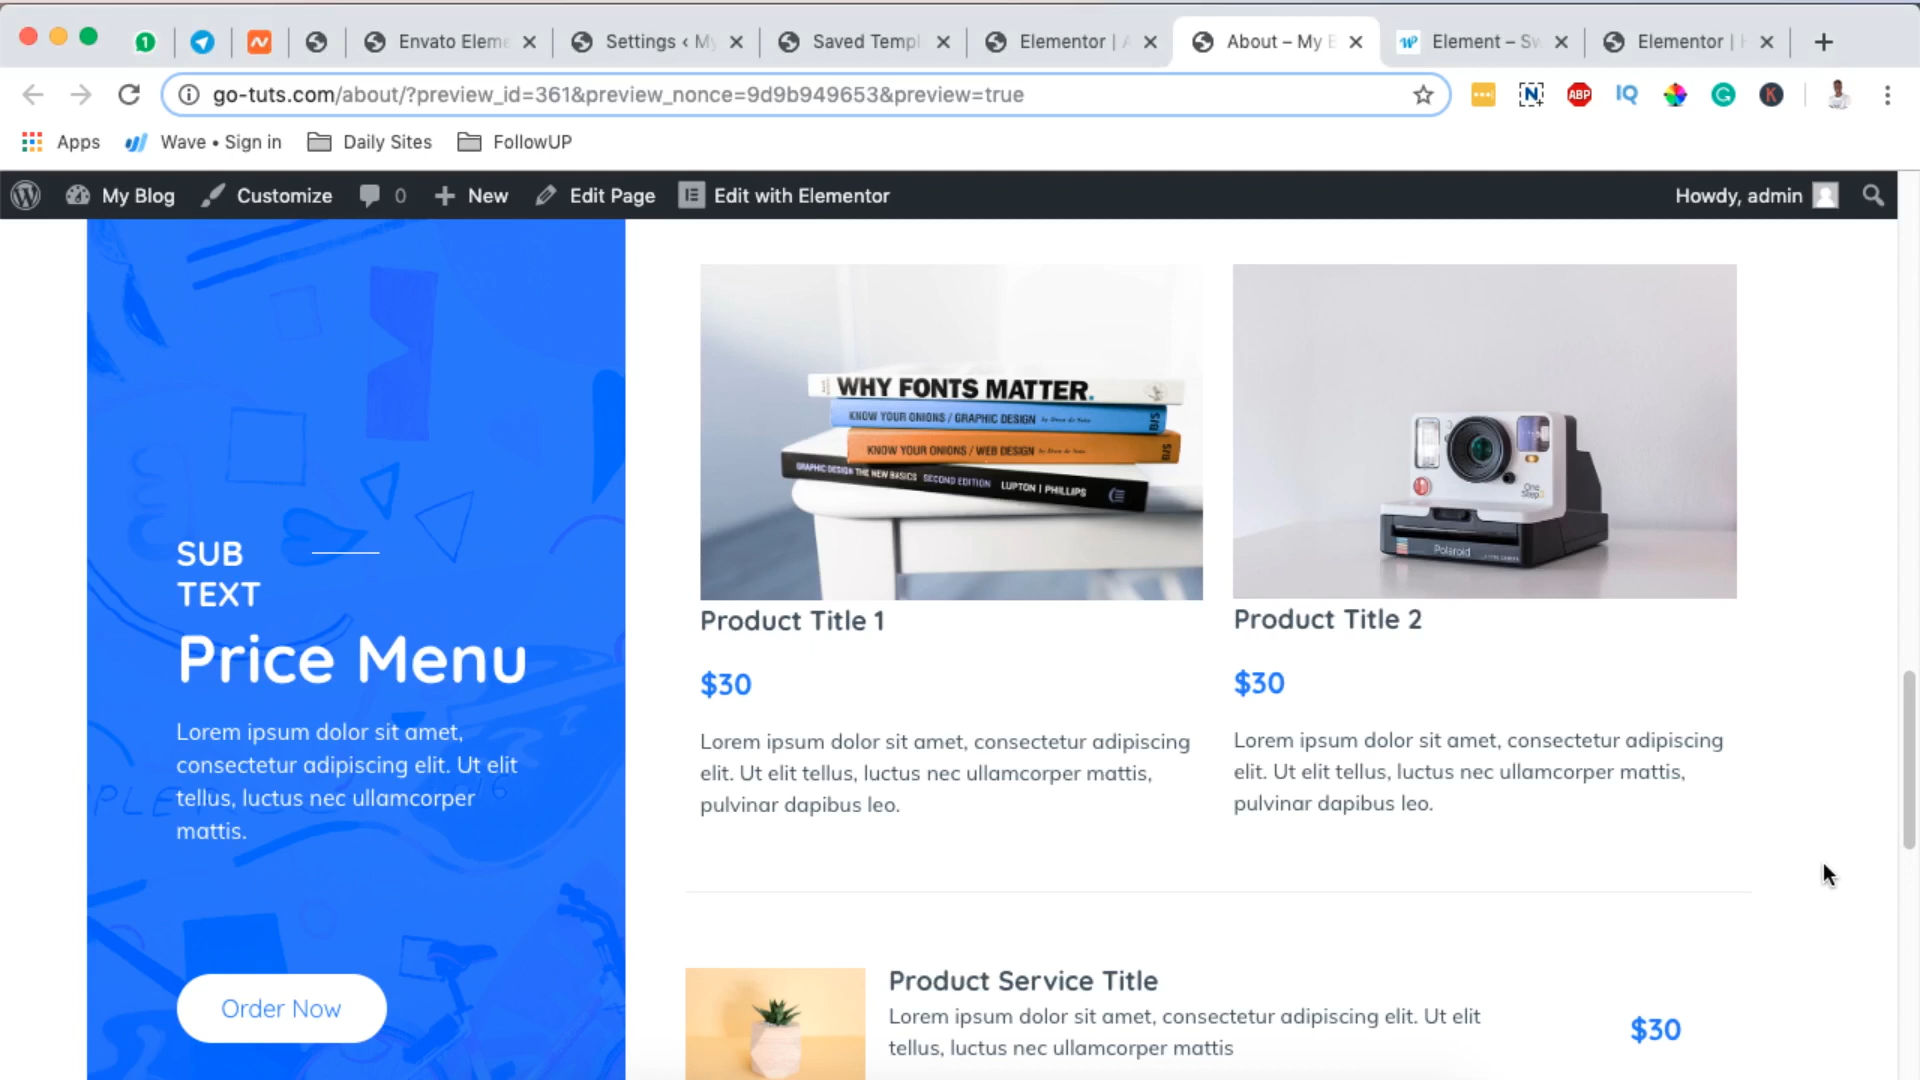 1
Envato Eleme
Settings ‹ My
Saved Templ
Elementor | A
About – My B
Element – Sw
Elementor | H
go-tuts.com/about/?preview_id=361&preview_nonce=9d9b949653&preview=true
ABP
IQ
Apps
Wave • Sign in
Daily Sites
FollowUP
My Blog
Customize
0
New
Edit Page
Edit with Elementor
Howdy, admin
WHY FONTS MATTER.
KNOW YOUR ONIONS / GRAPHIC DESIGN
KNOW YOUR ONIONS / WEB DESIGN
GRAPHIC DESIGN THE NEW BASICS SECOND EDITION LUPTON | PHILLIPS
One
Step2
Polaroid
SUB
TEXT
Price Menu
Lorem ipsum dolor sit amet,
consectetur adipiscing elit. Ut elit
tellus, luctus nec ullamcorper
mattis.
Order Now
Product Title 1
$30
Lorem ipsum dolor sit amet, consectetur adipiscing
elit. Ut elit tellus, luctus nec ullamcorper mattis,
pulvinar dapibus leo.
Product Title 2
$30
Lorem ipsum dolor sit amet, consectetur adipiscing
elit. Ut elit tellus, luctus nec ullamcorper mattis,
pulvinar dapibus leo.
Product Service Title
Lorem ipsum dolor sit amet, consectetur adipiscing elit. Ut elit
tellus, luctus nec ullamcorper mattis
$30